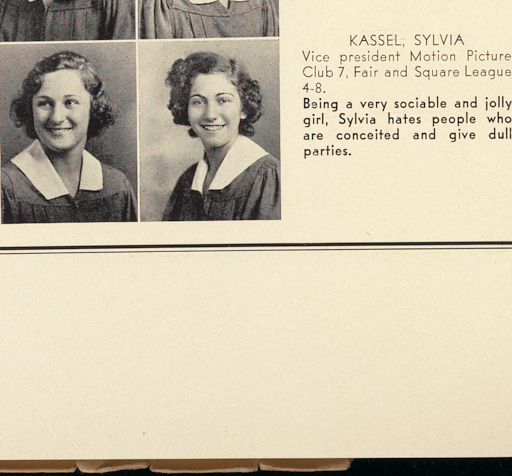 KASSEL, SYLVIA
Vice president Motion Picture
Club 7, Fair and Square League
4-8.
Being a very sociable and jolly
girl, Sylvia hates people who
are conceited and give dull
parties.